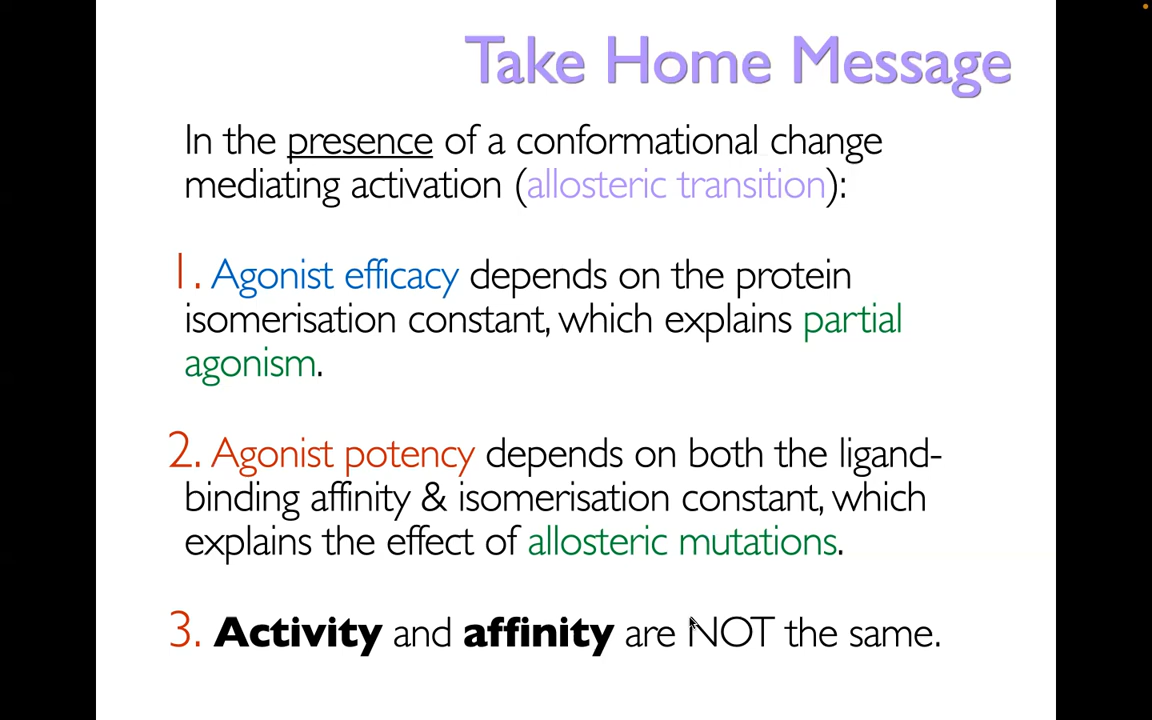 Take Home Message
In the presence of a conformational change
mediating activation (allosteric transition):
1. Agonist efficacy depends on the protein
isomerisation constant, which explains partial
agonism.
2. Agonist potency depends on both the ligand-
binding affinity & isomerisation constant, which
explains the effect of allosteric mutations.
3. Activity and affinity are NOT the same.